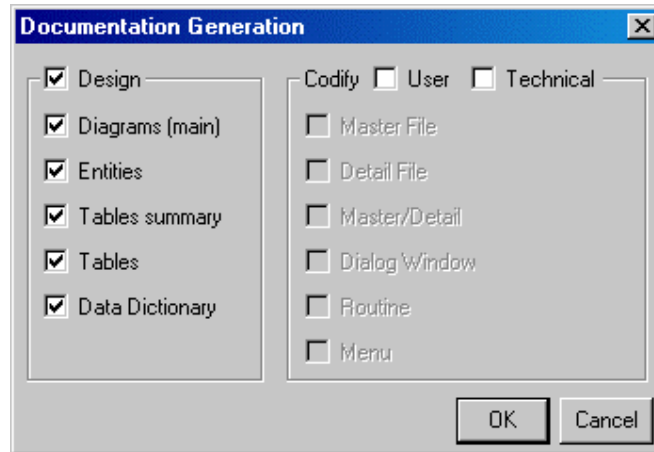 Documentation Generation
Design
Diagrams (main)
Entities
Tables summary
Tables
Data Dictionary
Codify User Technical
Master File
Detail File
Master/Detail
Dialog Window
Routine
Menu
OK Cancel